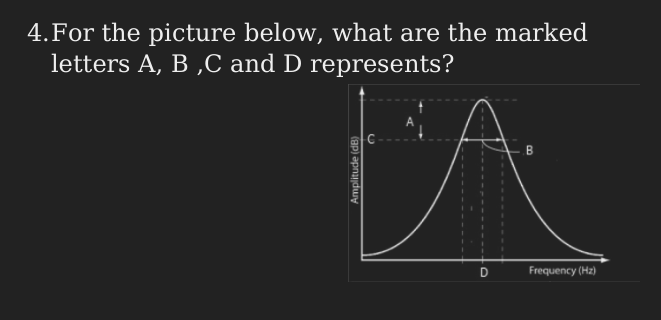 4.For the picture below, what are the marked
letters A, B ,C and D represents?
A
C
B
Amplitude (dB)
D
Frequency (Hz)